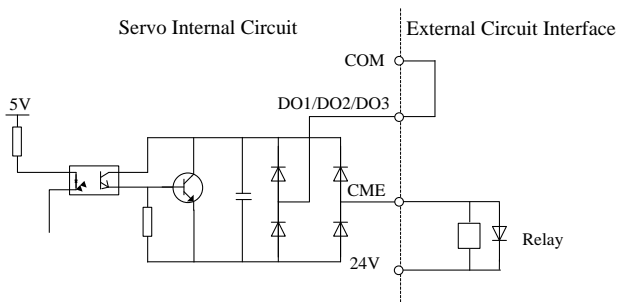 Servo Internal Circuit
External Circuit Interface
COM
DO1/DO2/DO3
5V
CME
Relay
24V